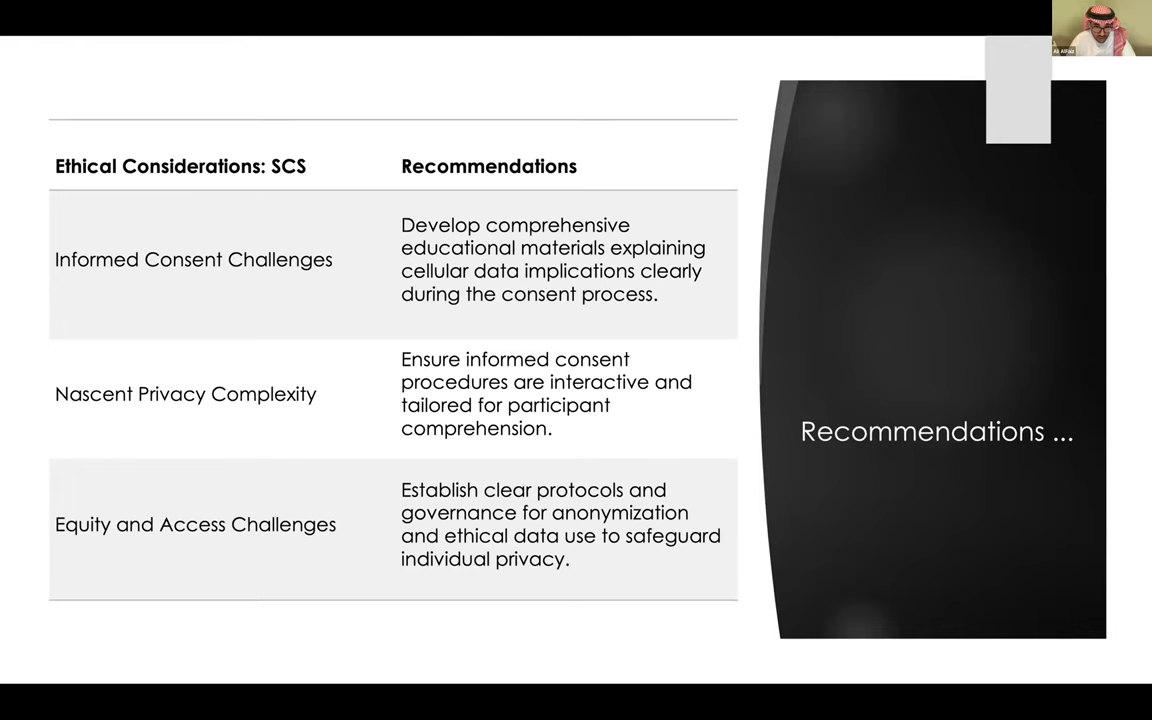 Ethical Considerations: SCS
Recommendations
Informed Consent Challenges
Develop comprehensive
educational materials explaining
cellular data implications clearly
during the consent process.
Nascent Privacy Complexity
Ensure informed consent
procedures are interactive and
tailored for participant
comprehension.
Equity and Access Challenges
Establish clear protocols and
governance for anonymization
and ethical data use to safeguard
individual privacy.
Recommendations ...
Ali AlFaiz